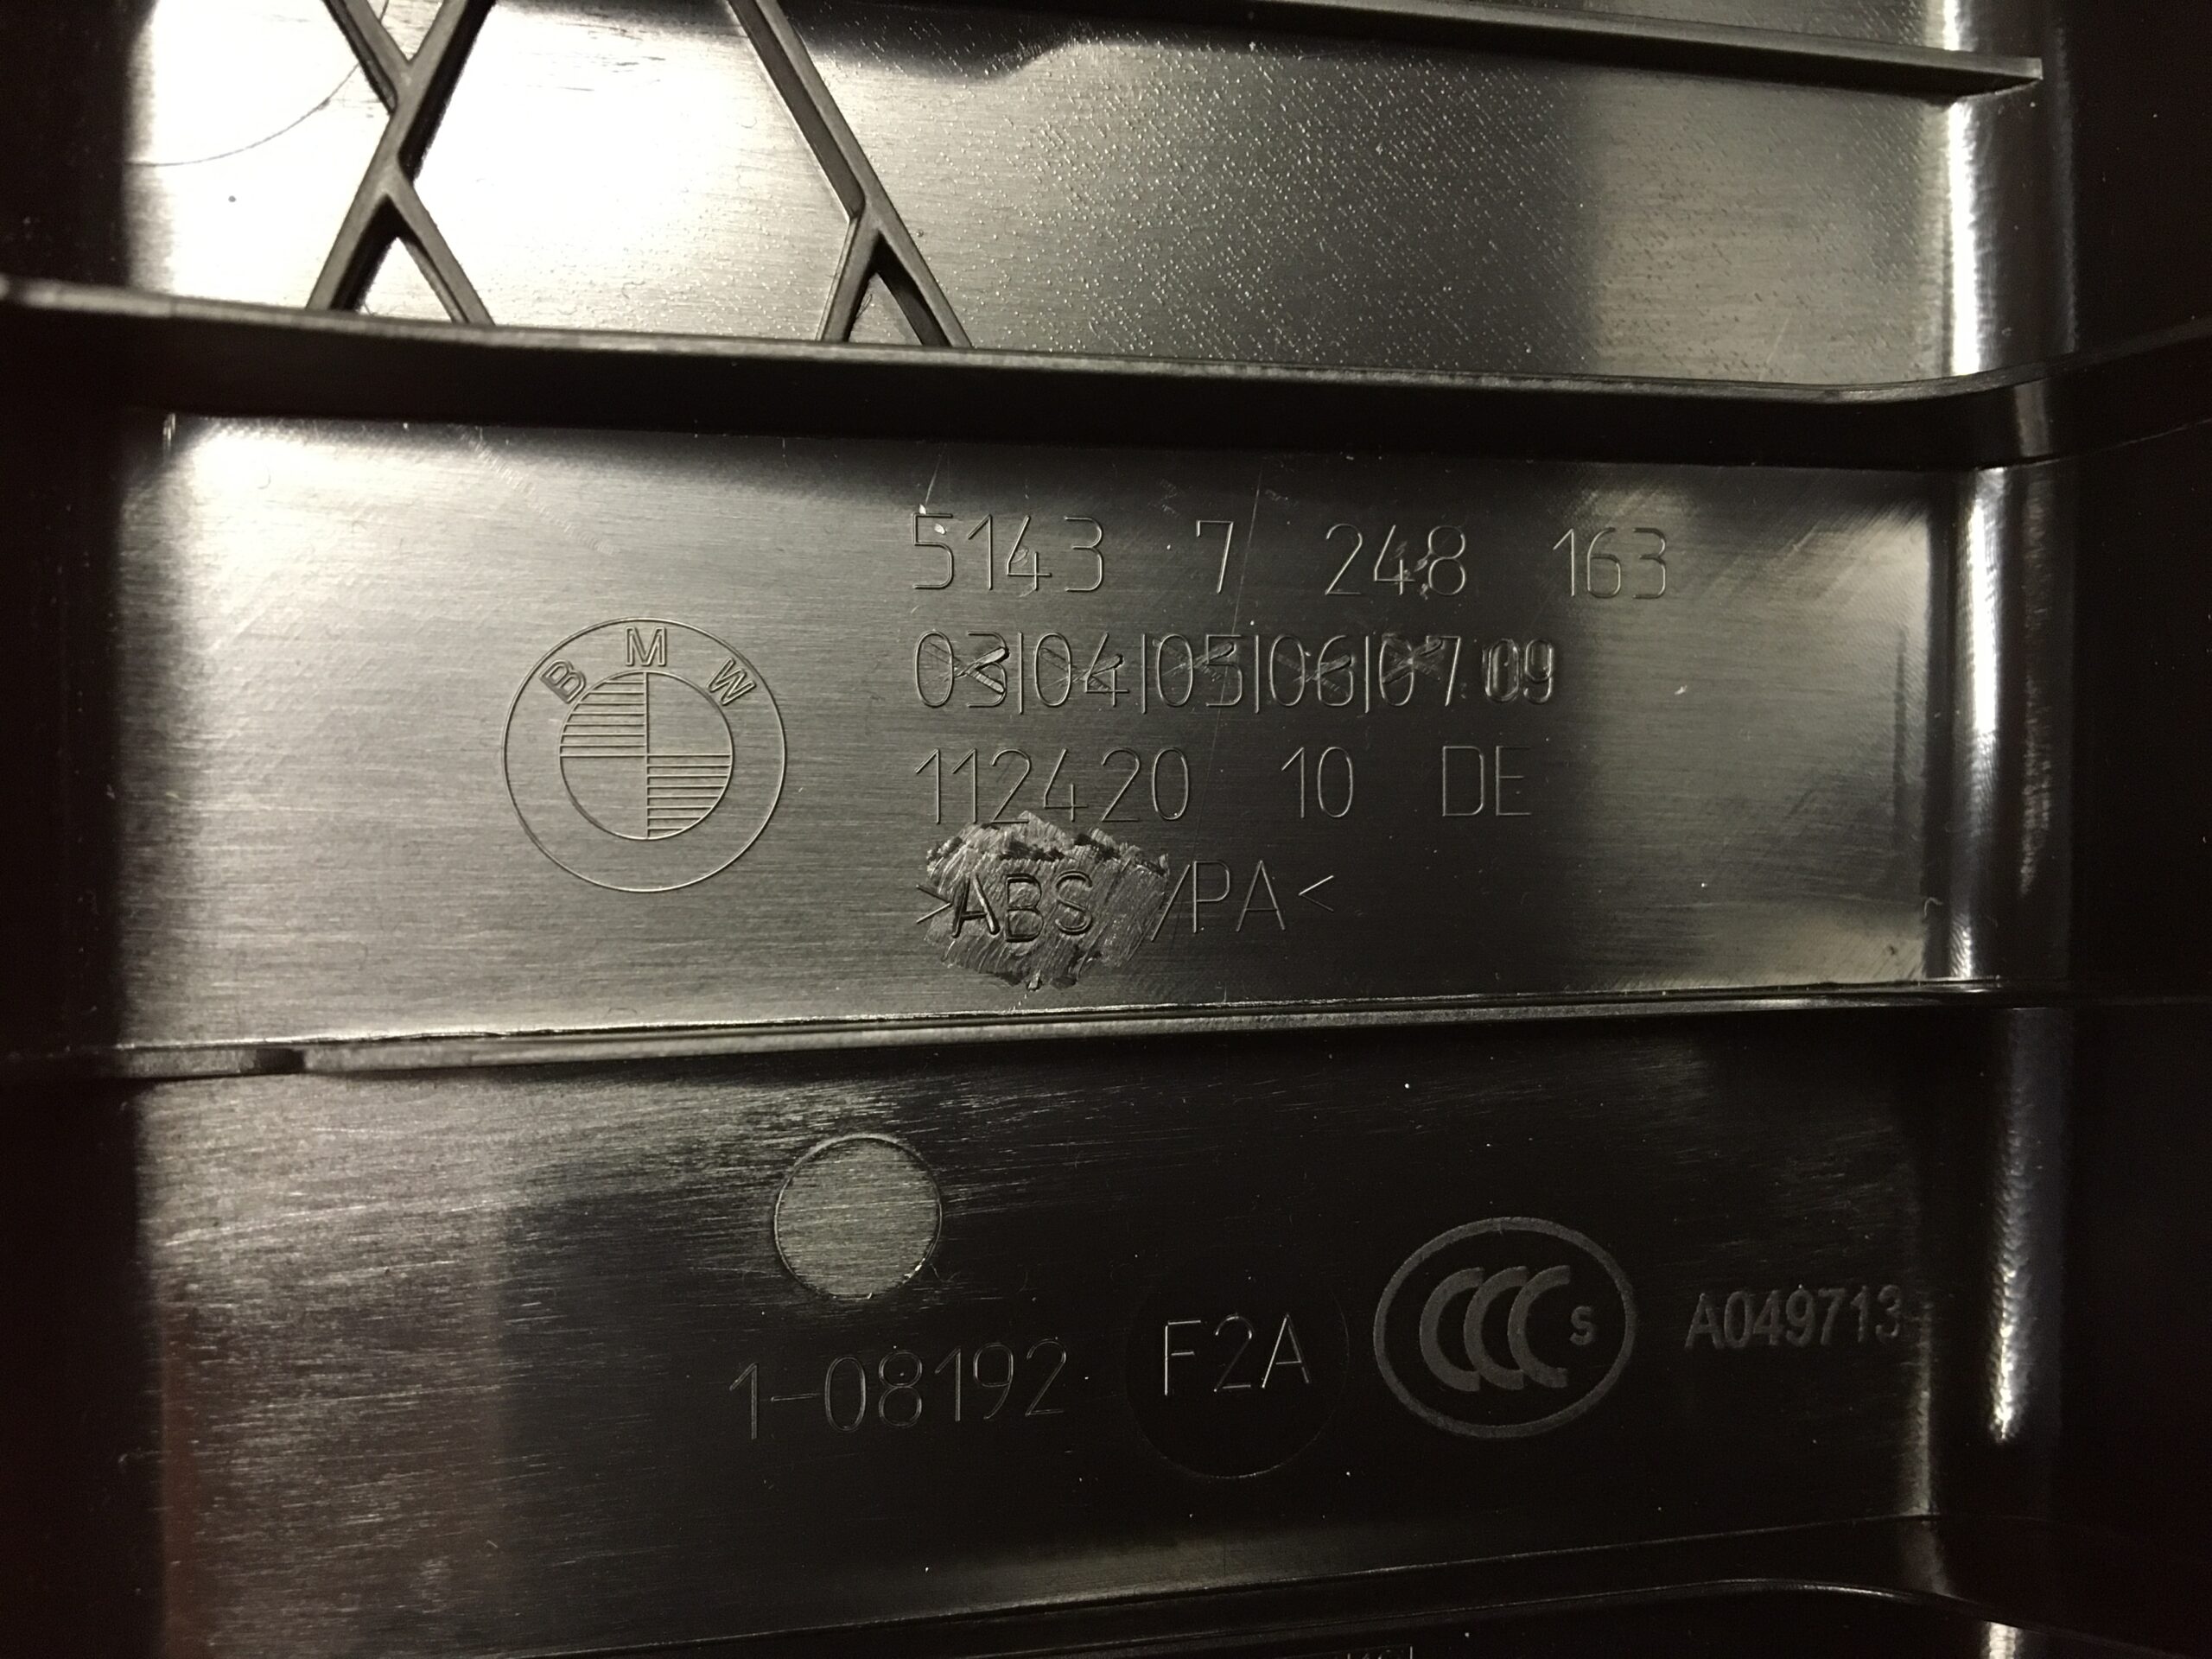 BMW
5143 7 248 163
03|04|05|06|07 09
112420 10 DE
>ABS/PA<
1-08192 F2A CCC S A049713